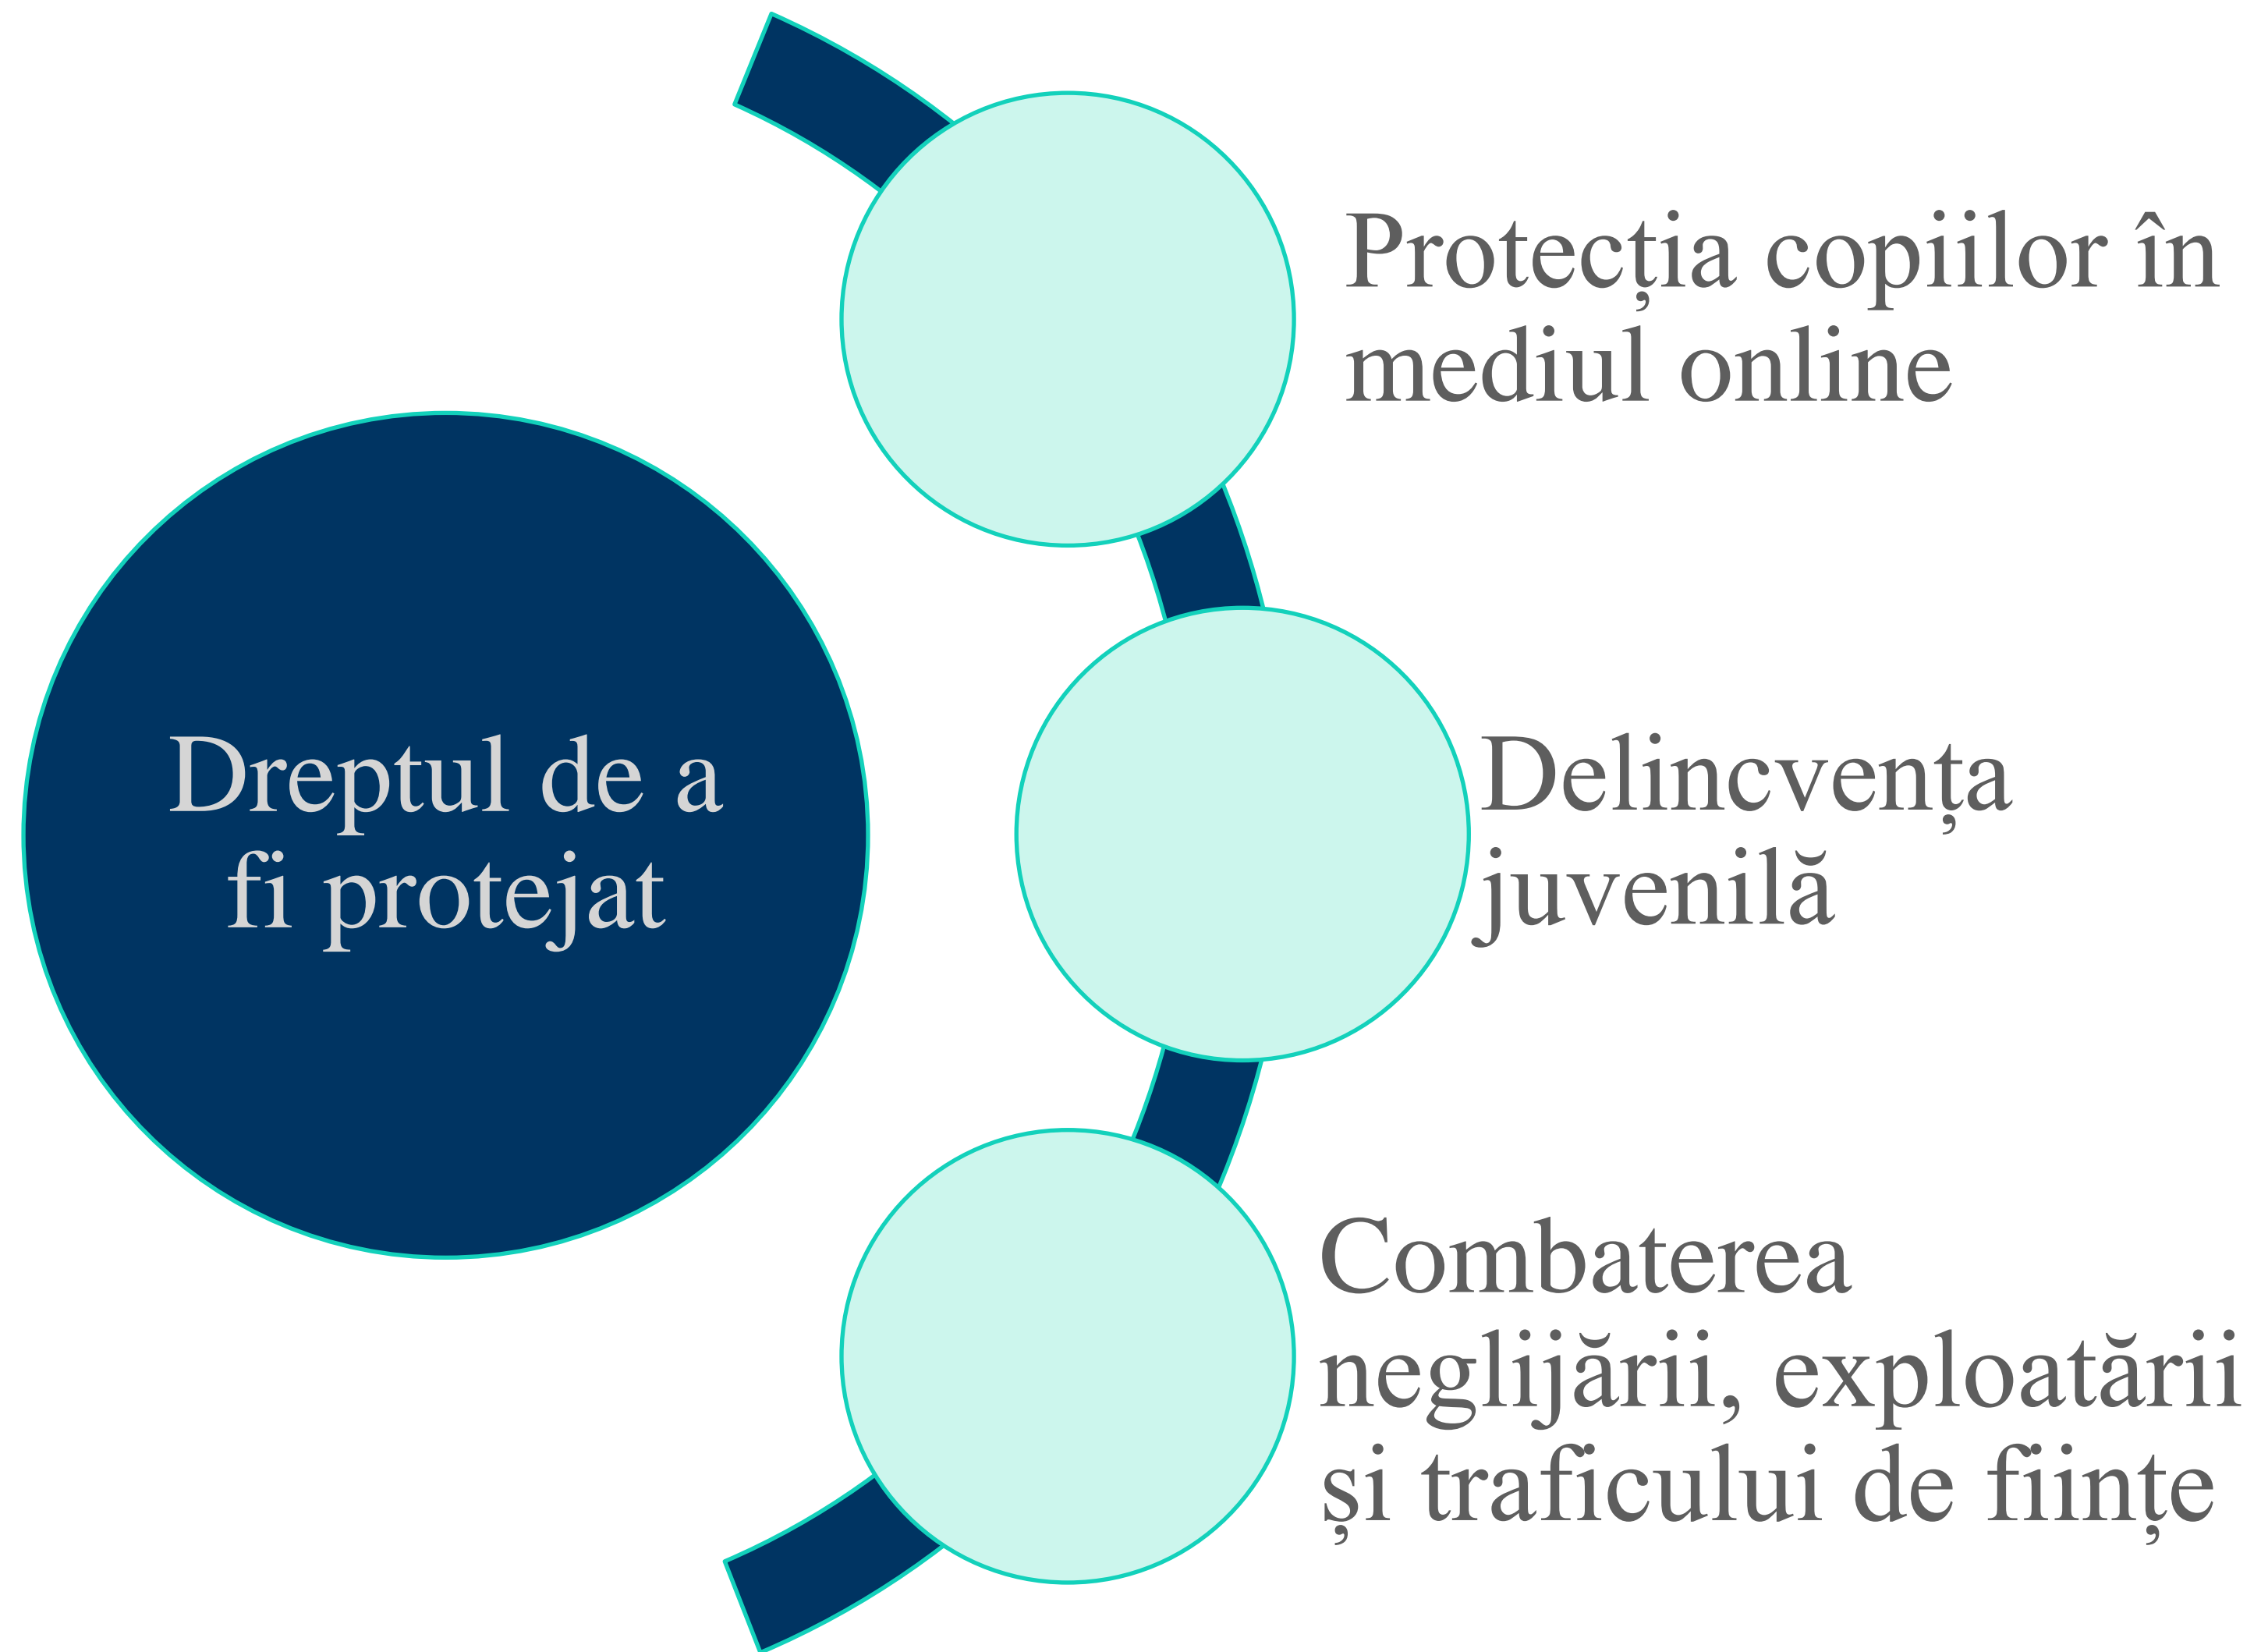 Protecția copiilor în
mediul online
Dreptul de a
fi protejat
Delincvența
juvenilă
Combaterea
neglijării, exploatării
și traficului de ființe